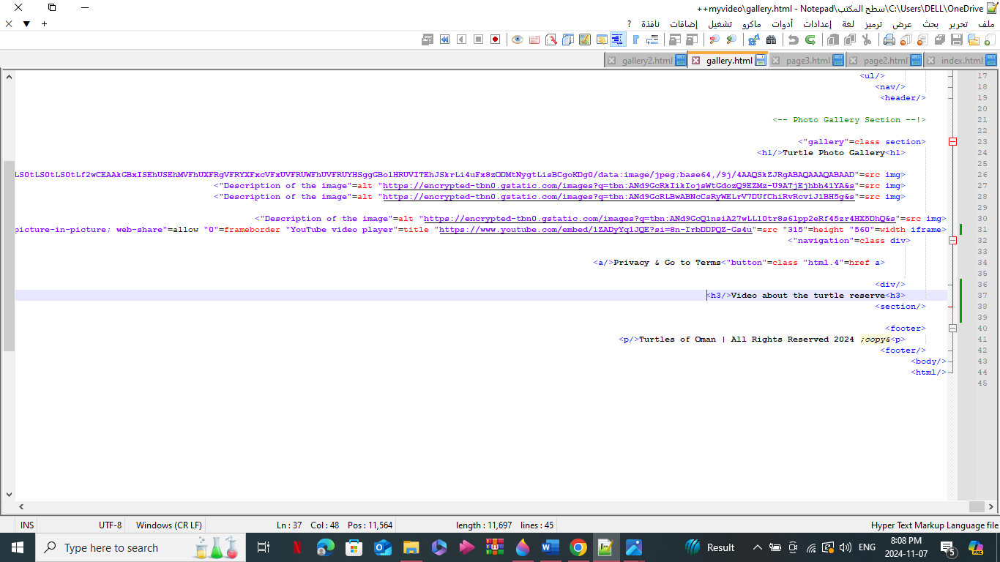 C:\Users\DELL\OneDrive\سطح المكتب\myvideo\gallery.html - Notepad++
ملف تحرير بحث عرض ترميز لغة إعدادات أدوات ماكرو تشغيل إضافات نافذة ?
gallery2.html gallery.html page3.html page2.html index.html
<ul/> 17
<nav/> 18
<header/> 19
20
<-- Photo Gallery Section --!> 21
22
<"gallery"=class section> 23
<h1/>Turtle Photo Gallery<h1> 24
25
LS0tLS0tLS0tLf2wCEAAkGBxISEhUSEhMVFhUXFRgVFRYXFxcVFxUVFRUWFhUVFRUYHSggGBolHRUVITEhJSkrLi4uFx8zODMtNygtLisBCgoKDg0/data:image/jpeg;base64,/9j/4AAQSkZJRgABAQAAAQABAAD"=src img> 26
<"Description of the image"=alt "https://encrypted-tbn0.gstatic.com/images?q=tbn:ANd9GcRkIikIojsWtGdozQ9EZMz-U9ATjEjhbh41YA&s"=src img> 27
<"Description of the image"=alt "https://encrypted-tbn0.gstatic.com/images?q=tbn:ANd9GcRLBwABNcCsRyWELrV7DUfChiRvRcviJ1BH5g&s"=src img> 28
29
<"Description of the image"=alt "https://encrypted-tbn0.gstatic.com/images?q=tbn:ANd9GcQ1nsiA27wLLl0tr8s6lpp2eRf45zr4HX5DhQ&s"=src img> 30
picture-in-picture; web-share"=allow "0"=frameborder "YouTube video player"=title "https://www.youtube.com/embed/1ZADyYq1JQE?si=8n-IrbDDPQZ-Gs4u"=src "315"=height "560"=width iframe> 31
<"navigation"=class div> 32
33
<a/>Privacy & Go to Terms<"button"=class "html.4"=href a> 34
35
<div/> 36
<h3/>Video about the turtle reserve<h3> 37
<section/> 38
39
<footer> 40
<p/>Turtles of Oman | All Rights Reserved 2024 ;copy&<p> 41
<footer/> 42
<body/> 43
<html/> 44
45
INS UTF-8 Windows (CR LF) Ln : 37 Col : 48 Pos : 11,564 length : 11,697 lines : 45 Hyper Text Markup Language file
Type here to search Result ENG 8:08 PM
2024-11-07 5 PRE